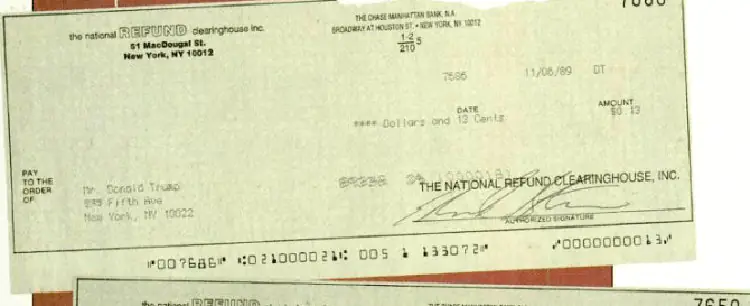 the national REFUND clearinghouse inc.
51 MacDougal St.
New York, NY 10012
THE CHASE MANHATTAN BANK, N.A.
BROADWAY AT HOUSTON ST. • NEW YORK, NY 10012
1-2
210 5
11/08/89 DT
DATE
AMOUNT
**** Dollars and 13 Cents
$0.13
PAY
TO THE
ORDER
OF
Mr. Donald Trump
Fifth Ave
New York, NY 10022
THE NATIONAL REFUND CLEARINGHOUSE, INC.
AUTHORIZED SIGNATURE
⑈007686⑈ ⑆021000021⑆ 005 1 133072⑈ ⑈0000000013⑈
the national REFUND
7650